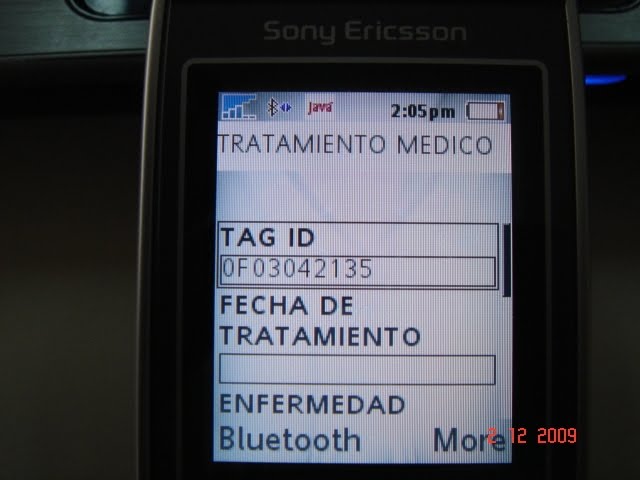 Sony Ericsson
Java 2:05pm
TRATAMIENTO MEDICO
TAG ID
0F03042135
FECHA DE
TRATAMIENTO
ENFERMEDAD
Bluetooth More
2 12 2009